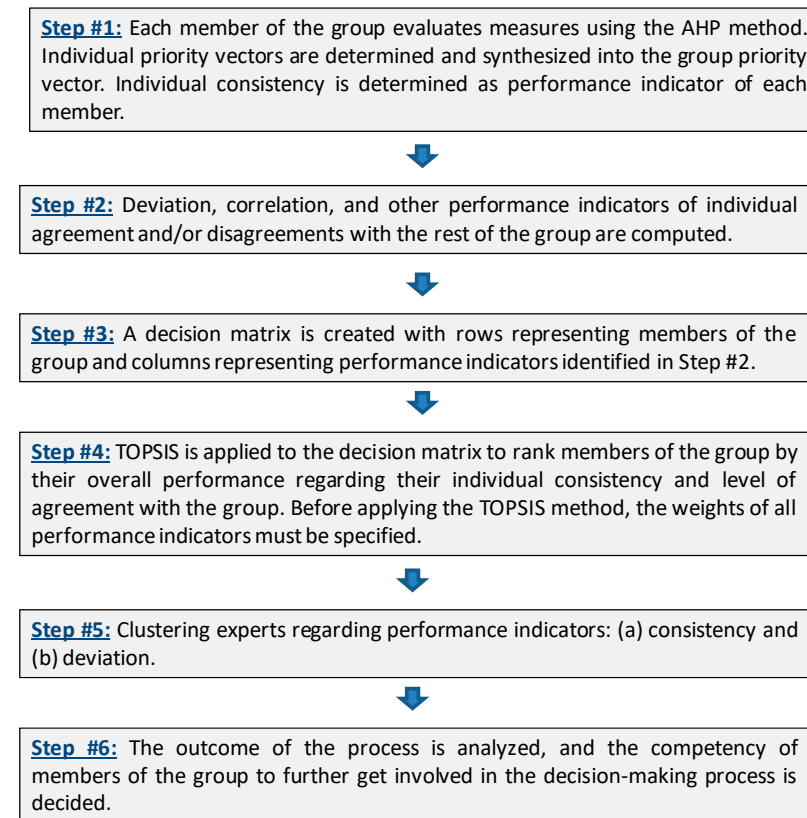 Step #1: Each member of the group evaluates measures using the AHP method.
Individual priority vectors are determined and synthesized into the group priority
vector. Individual consistency is determined as performance indicator of each
member.
Step #2: Deviation, correlation, and other performance indicators of individual
agreement and/or disagreements with the rest of the group are computed.
Step #3: A decision matrix is created with rows representing members of the
group and columns representing performance indicators identified in Step #2.
Step #4: TOPSIS is applied to the decision matrix to rank members of the group by
their overall performance regarding their individual consistency and level of
agreement with the group. Before applying the TOPSIS method, the weights of all
performance indicators must be specified.
Step #5: Clustering experts regarding performance indicators: (a) consistency and
(b) deviation.
Step #6: The outcome of the process is analyzed, and the competency of
members of the group to further get involved in the decision-making process is
decided.